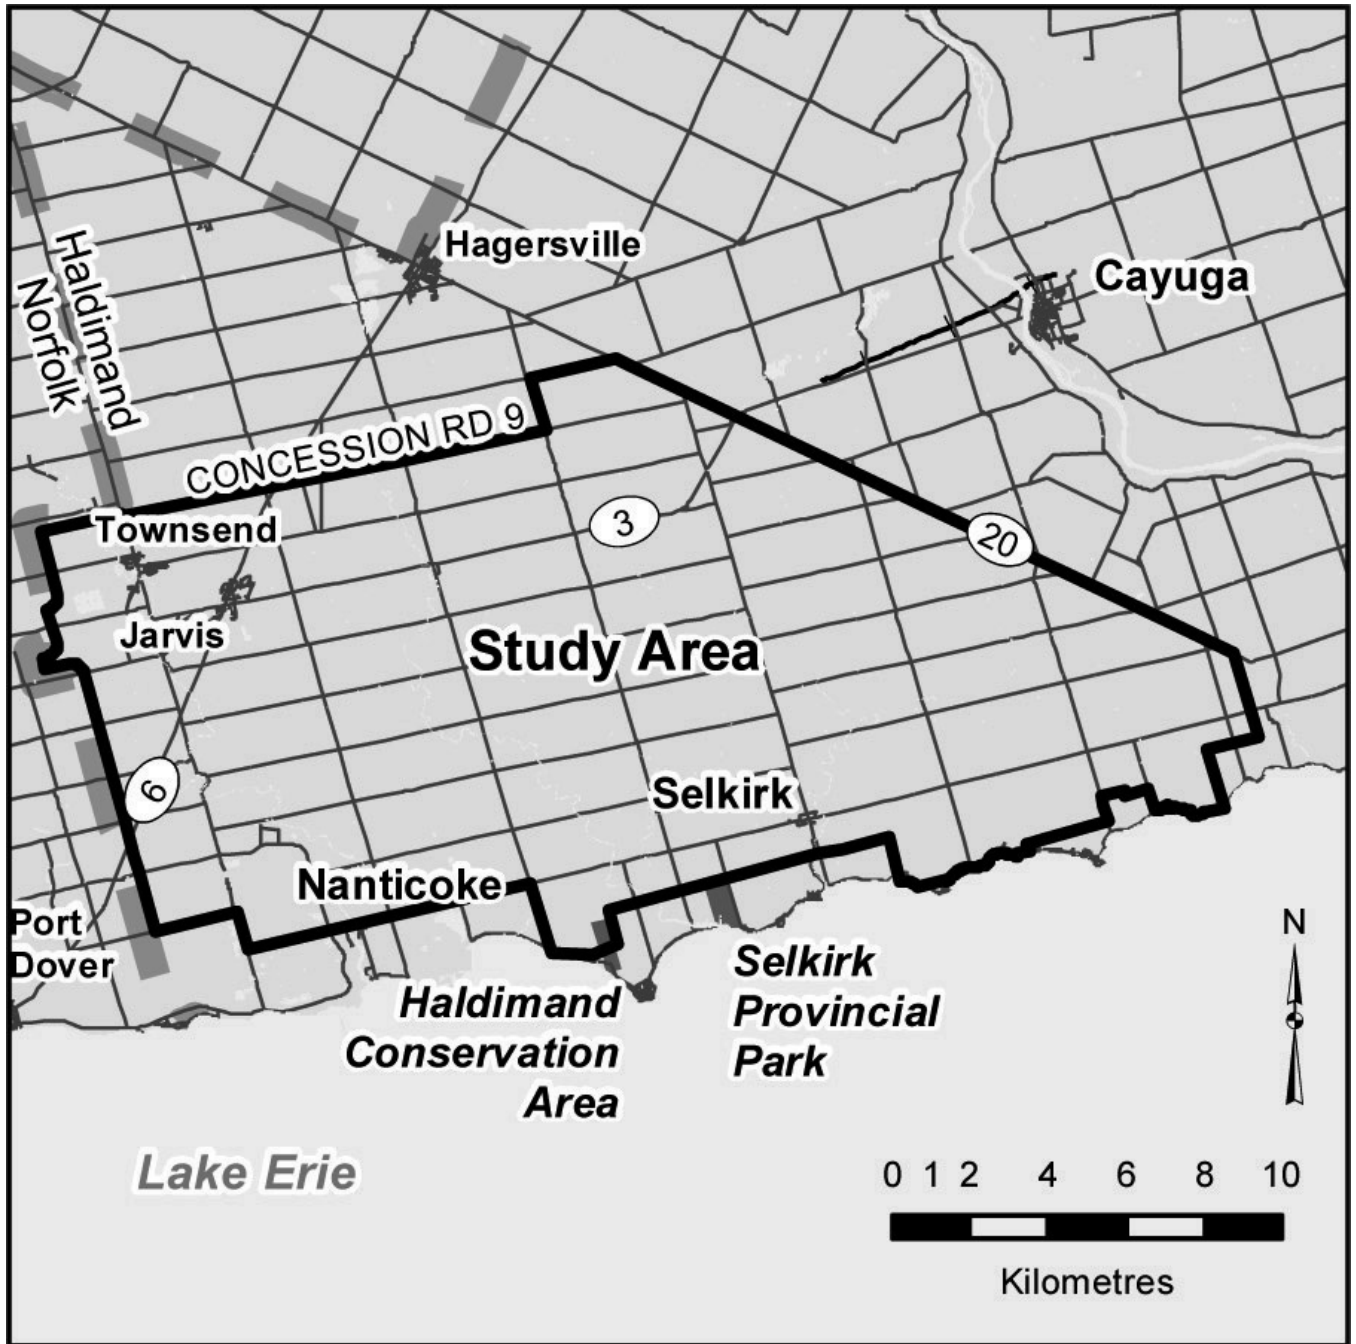 Hagersville
Cayuga
Haldimand
Norfolk
CONCESSION RD 9
Townsend
3
20
Jarvis
Study Area
6
Selkirk
Nanticoke
Port
Dover
N
Haldimand
Conservation
Area
Selkirk
Provincial
Park
Lake Erie
0 1 2 4 6 8 10
Kilometres